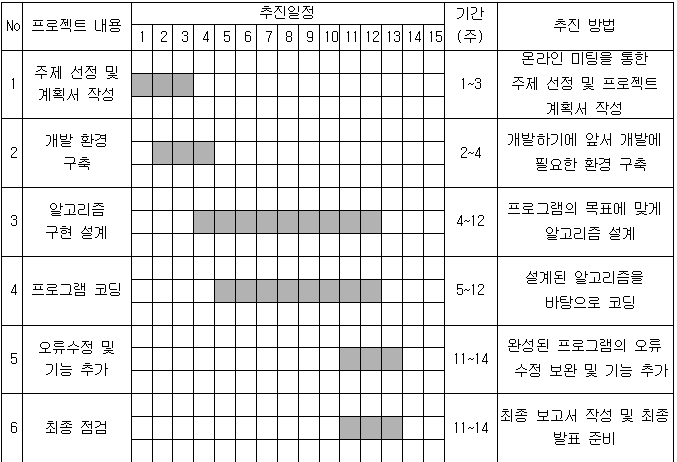 No 프로젝트 내용 추진일정 기간 (주) 추진 방법
1 2 3 4 5 6 7 8 9 10 11 12 13 14 15
1 주제 선정 및 계획서 작성 1~3 온라인 미팅을 통한 주제 선정 및 프로젝트 계획서 작성
2 개발 환경 구축 2~4 개발하기에 앞서 개발에 필요한 환경 구축
3 알고리즘 구현 설계 4~12 프로그램의 목표에 맞게 알고리즘 설계
4 프로그램 코딩 5~12 설계된 알고리즘을 바탕으로 코딩
5 오류수정 및 기능 추가 11~14 완성된 프로그램의 오류 수정 보완 및 기능 추가
6 최종 점검 11~14 최종 보고서 작성 및 최종 발표 준비